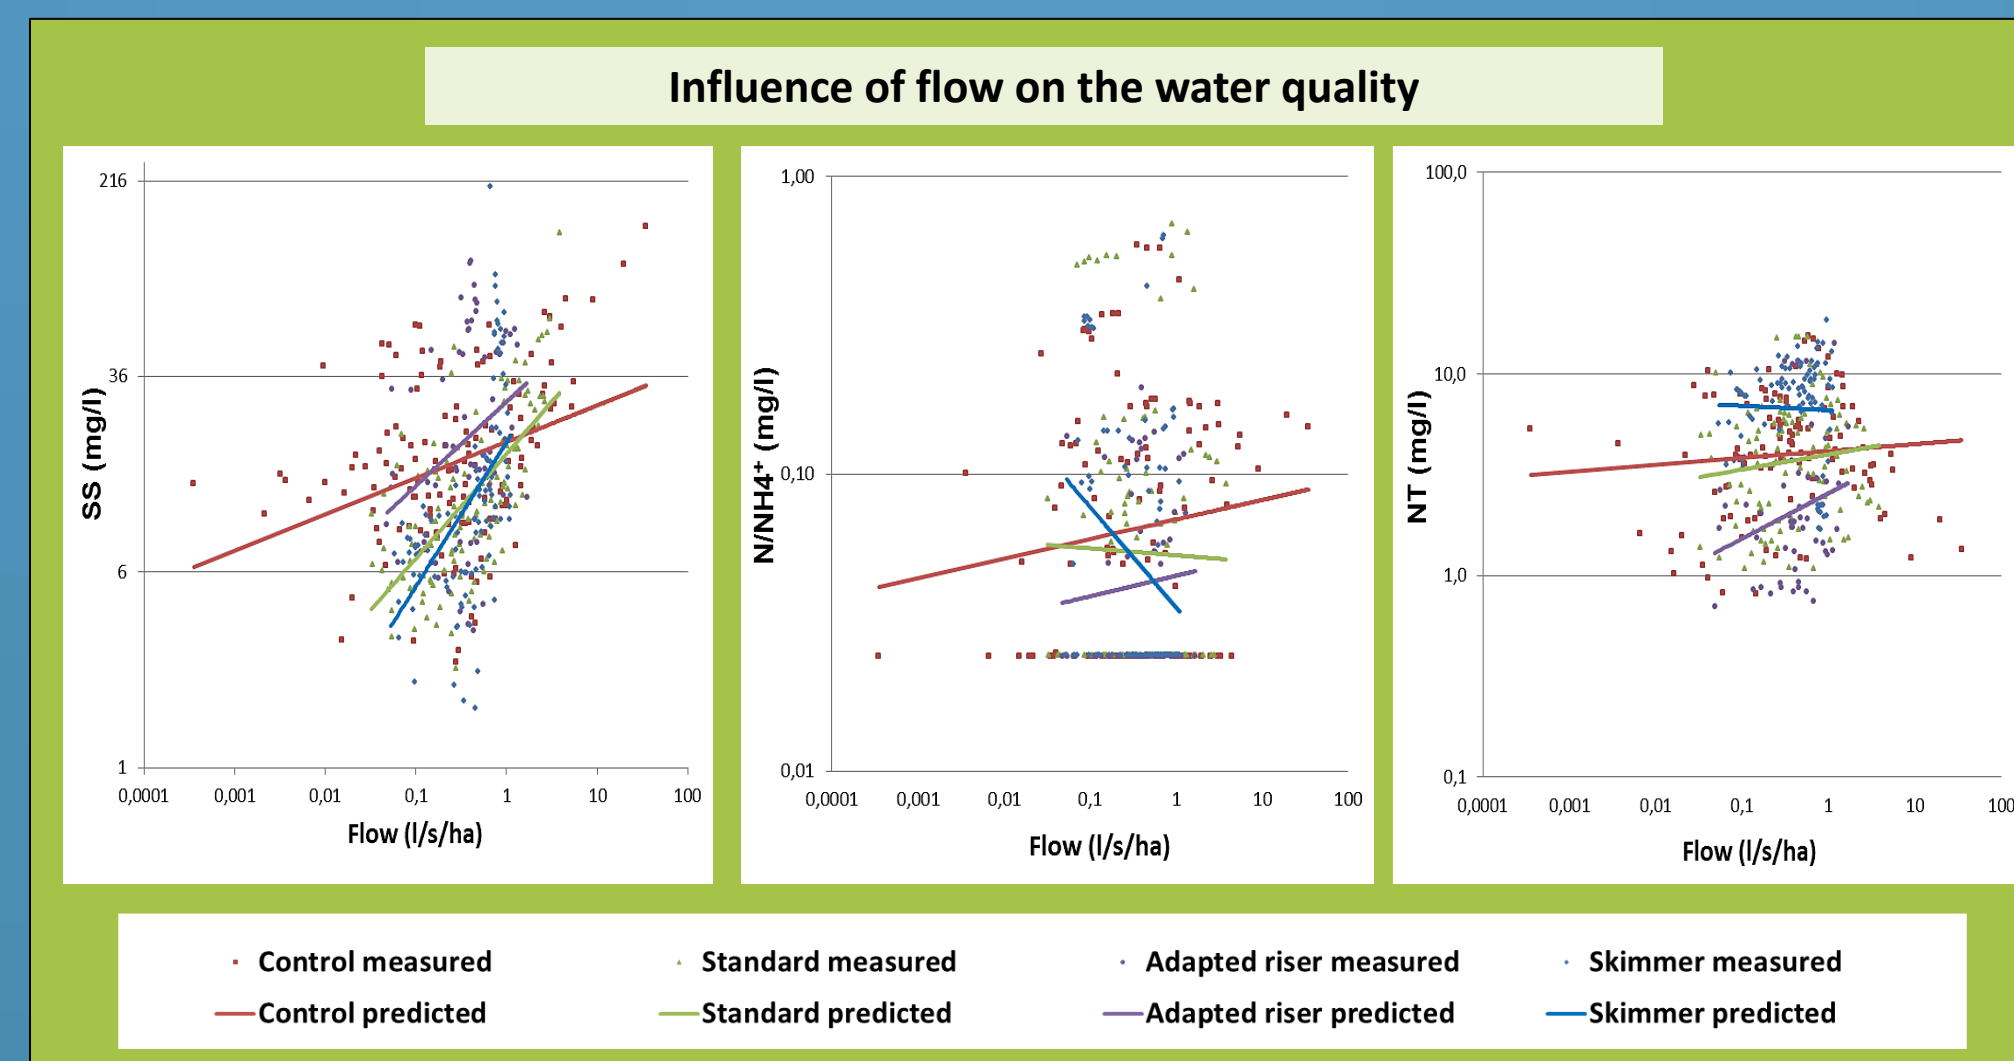 Influence of flow on the water quality
216
36
6
1
SS (mg/l)
0,0001 0,001 0,01 0,1 1 10 100
Flow (l/s/ha)
1,00
0,10
0,01
N/NH4+ (mg/l)
0,0001 0,001 0,01 0,1 1 10 100
Flow (l/s/ha)
100,0
10,0
1,0
0,1
NT (mg/l)
0,0001 0,001 0,01 0,1 1 10 100
Flow (l/s/ha)
Control measured Standard measured Adapted riser measured Skimmer measured
Control predicted Standard predicted Adapted riser predicted Skimmer predicted